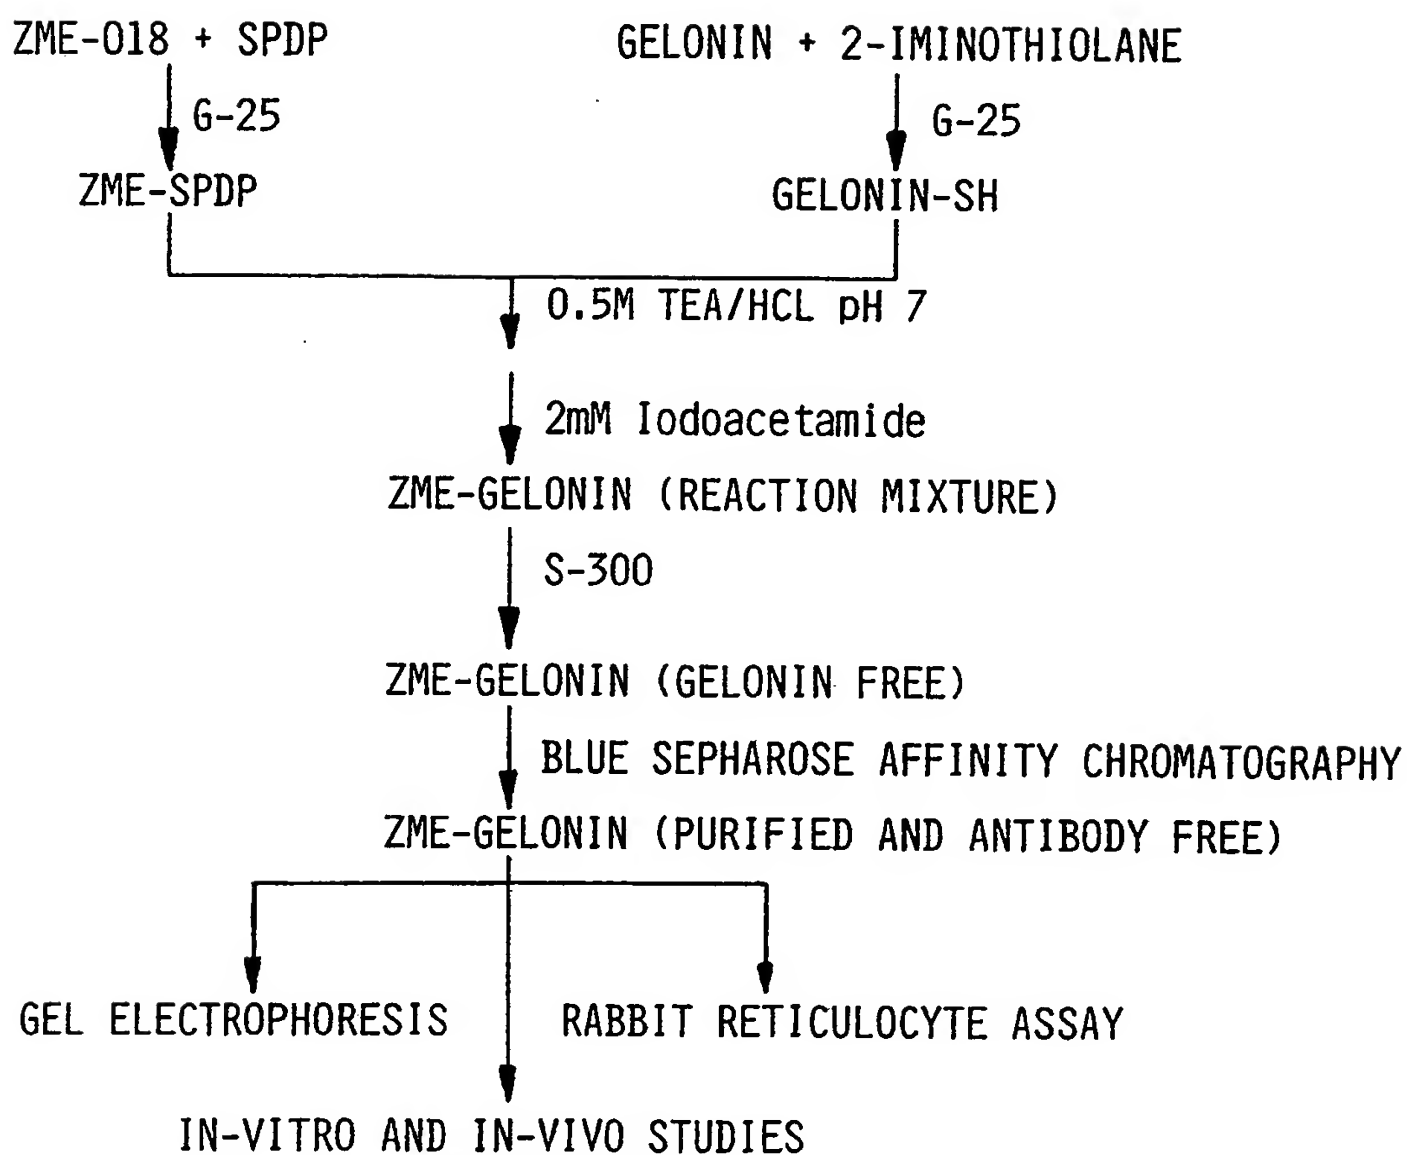 ZME-018 + SPDP
GELONIN + 2-IMINOTHIOLANE
G-25
G-25
ZME-SPDP
GELONIN-SH
0.5M TEA/HCL pH 7
2mM Iodoacetamide
ZME-GELONIN (REACTION MIXTURE)
S-300
ZME-GELONIN (GELONIN FREE)
BLUE SEPHAROSE AFFINITY CHROMATOGRAPHY
ZME-GELONIN (PURIFIED AND ANTIBODY FREE)
GEL ELECTROPHORESIS
RABBIT RETICULOCYTE ASSAY
IN-VITRO AND IN-VIVO STUDIES